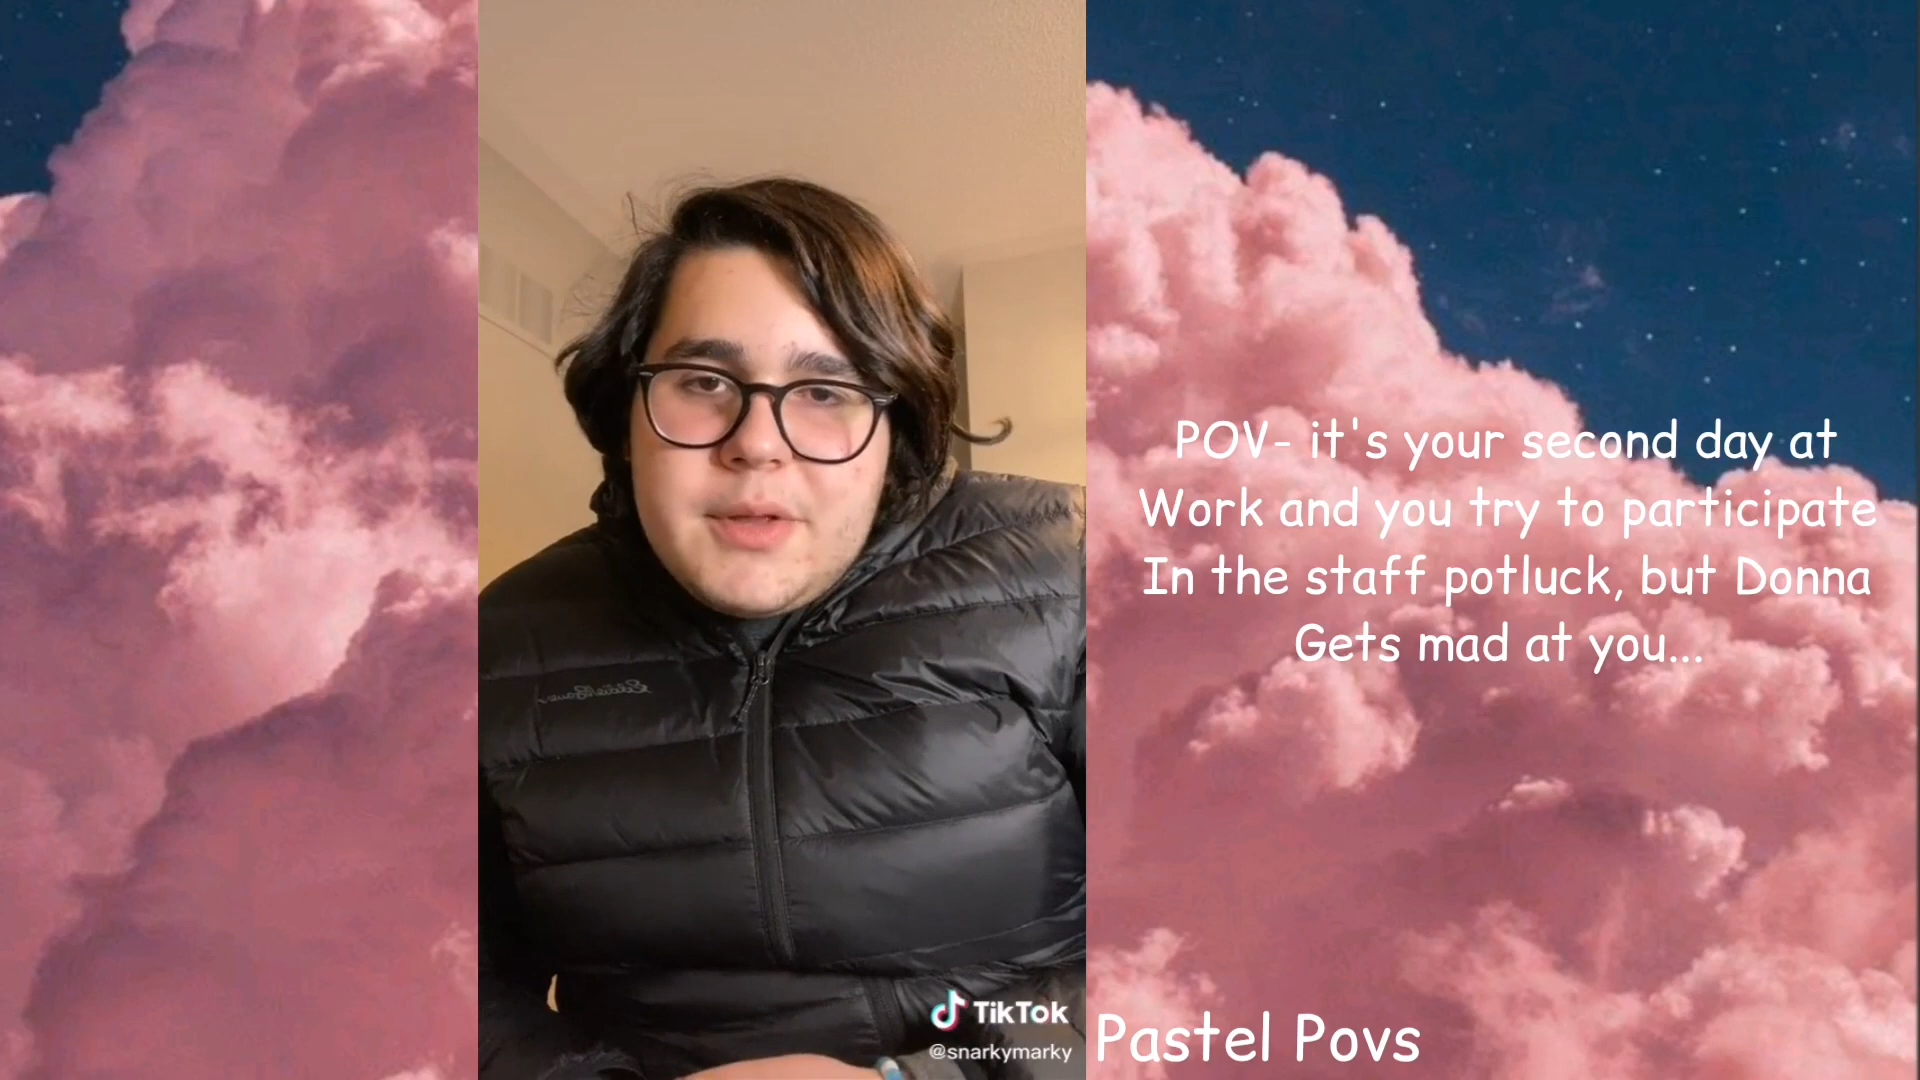 POV- it's your second day at
Work and you try to participate
In the staff potluck, but Donna
Gets mad at you...
TikTok
@snarkymarky
Pastel Povs